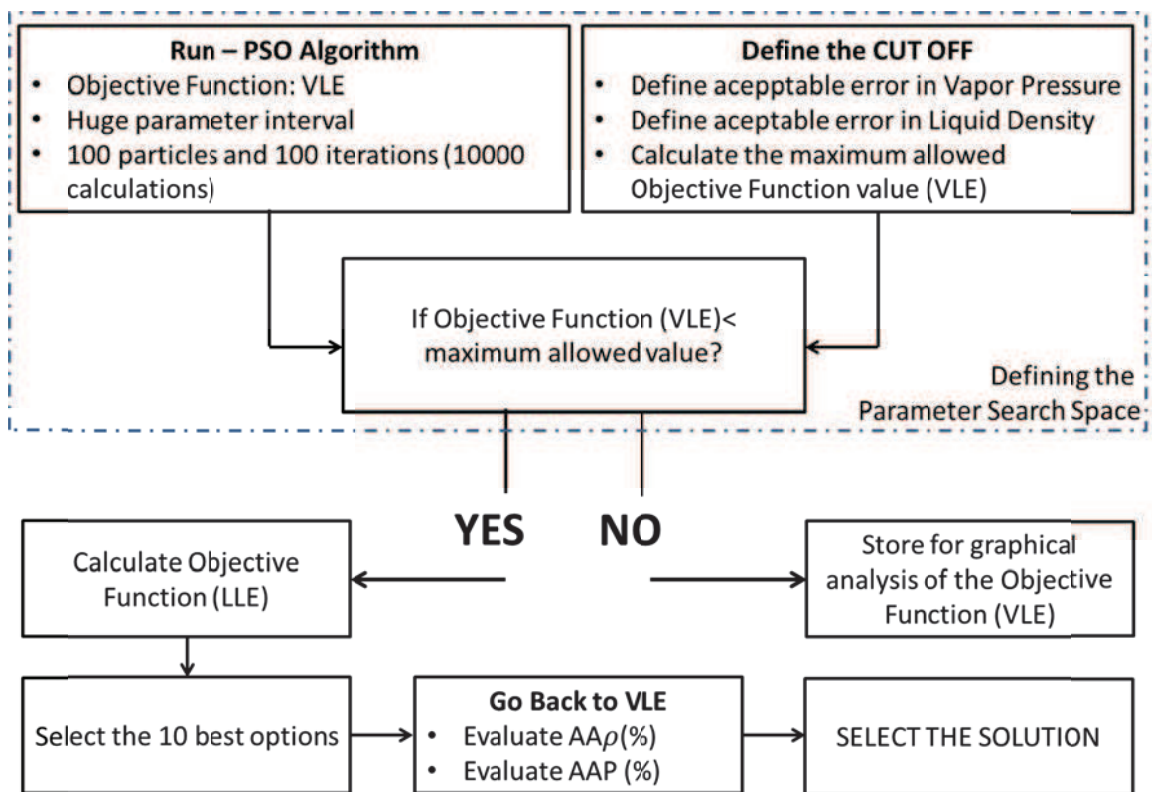 Run – PSO Algorithm
• Objective Function: VLE
• Huge parameter interval
• 100 particles and 100 iterations (10000
calculations)
Define the CUT OFF
• Define acepptable error in Vapor Pressure
• Define aceptable error in Liquid Density
• Calculate the maximum allowed
Objective Function value (VLE)
If Objective Function (VLE)<
maximum allowed value?
Defining the
Parameter Search Space
YES
NO
Calculate Objective
Function (LLE)
Store for graphical
analysis of the Objective
Function (VLE)
Select the 10 best options
Go Back to VLE
• Evaluate AAρ(%)
• Evaluate AAP (%)
SELECT THE SOLUTION